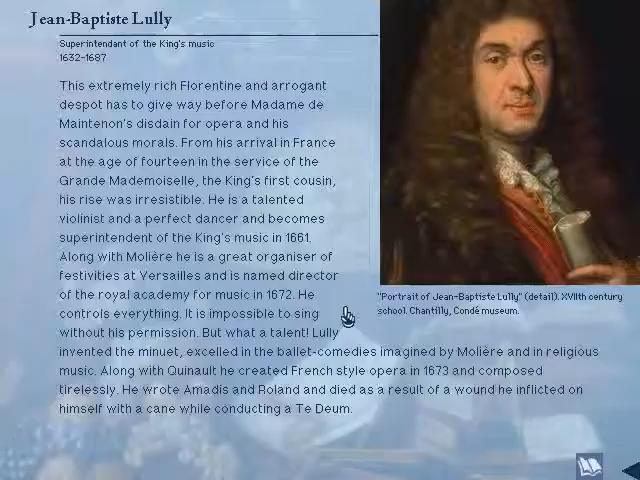 Jean-Baptiste Lully
Superintendant of the King's music
1632-1687
This extremely rich Florentine and arrogant
despot has to give way before Madame de
Maintenon's disdain for opera and his
scandalous morals. From his arrival in France
at the age of fourteen in the service of the
Grande Mademoiselle, the King's first cousin,
his rise was irresistible. He is a talented
violinist and a perfect dancer and becomes
superintendent of the King's music in 1661.
Along with Molière he is a great organiser of
festivities at Versailles and is named director
of the royal academy for music in 1672. He
controls everything. It is impossible to sing
without his permission. But what a talent! Lully
invented the minuet, excelled in the ballet-comedies imagined by Molière and in religious
music. Along with Quinault he created French style opera in 1673 and composed
tirelessly. He wrote Amadis and Roland and died as a result of a wound he inflicted on
himself with a cane while conducting a Te Deum.
"Portrait of Jean-Baptiste Lully" (detail). XVIIth century
school. Chantilly, Condé museum.